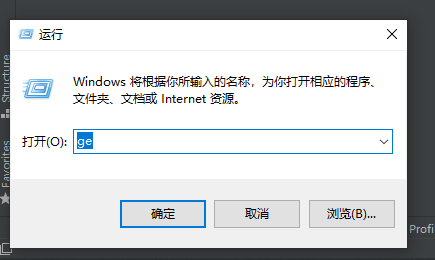 运行
Windows 将根据你所输入的名称，为你打开相应的程序、
文件夹、文档或 Internet 资源。
打开(O):
ge
确定
取消
浏览(B)...
Structure
Favorites
Profi